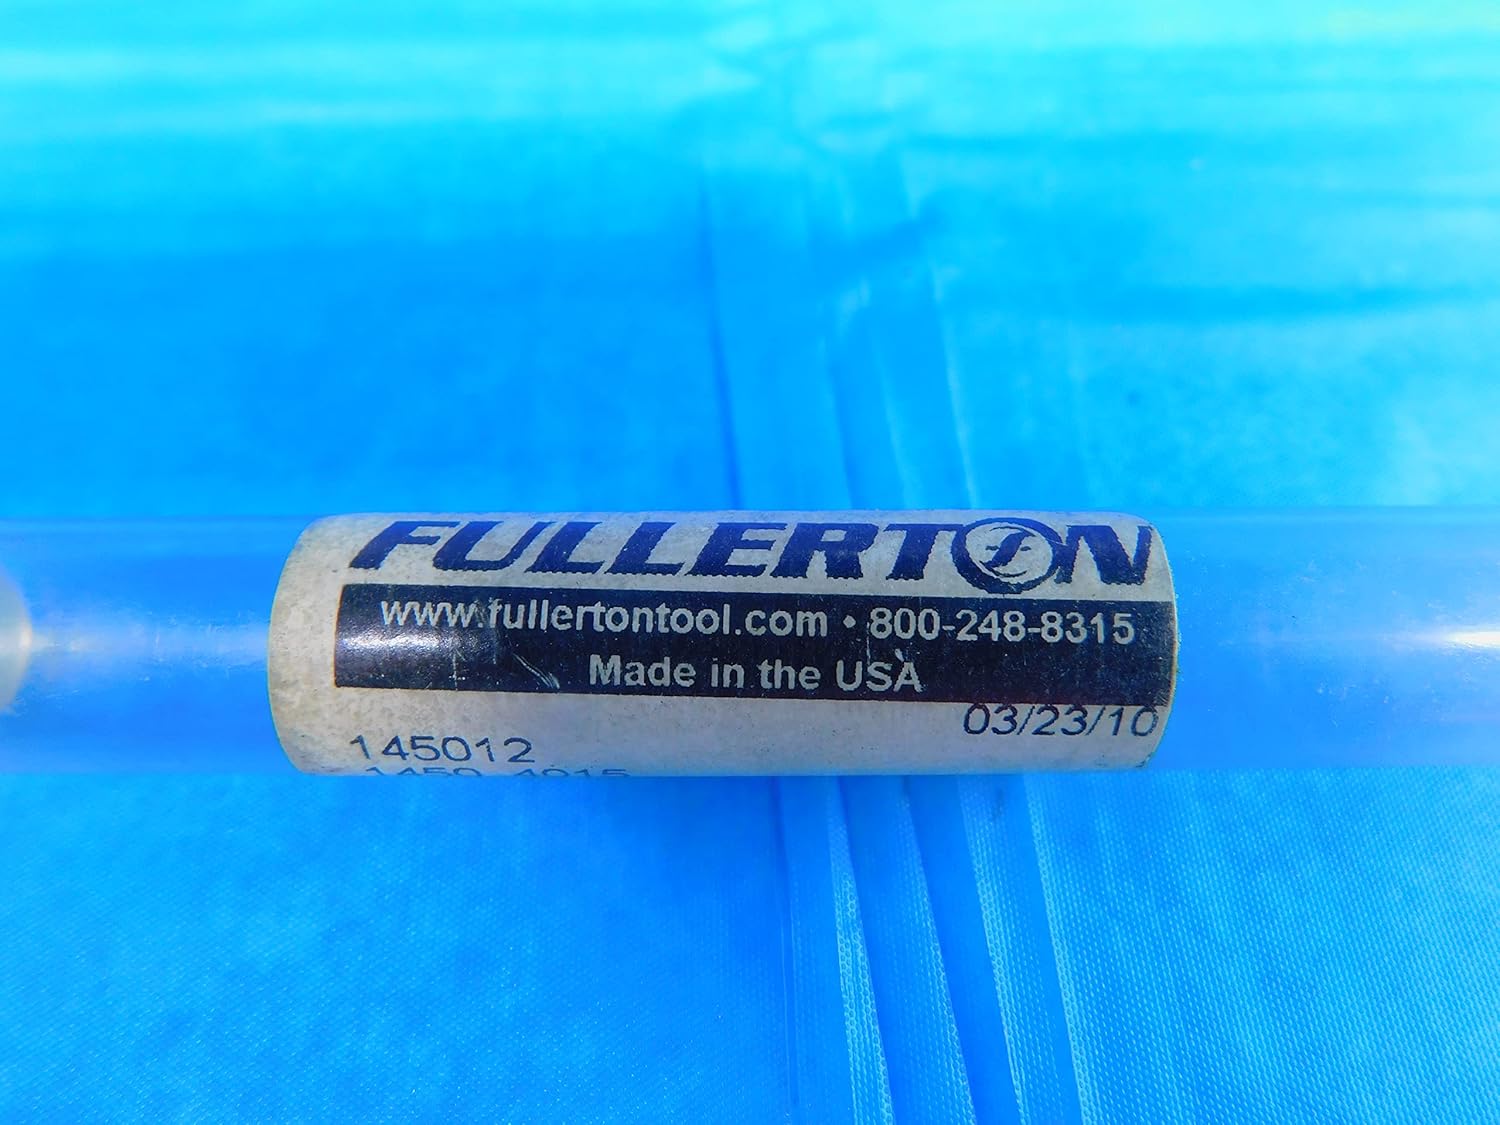 FULLERTON
www.fullertontool.com • 800-248-8315
Made in the USA
03/23/10
145012